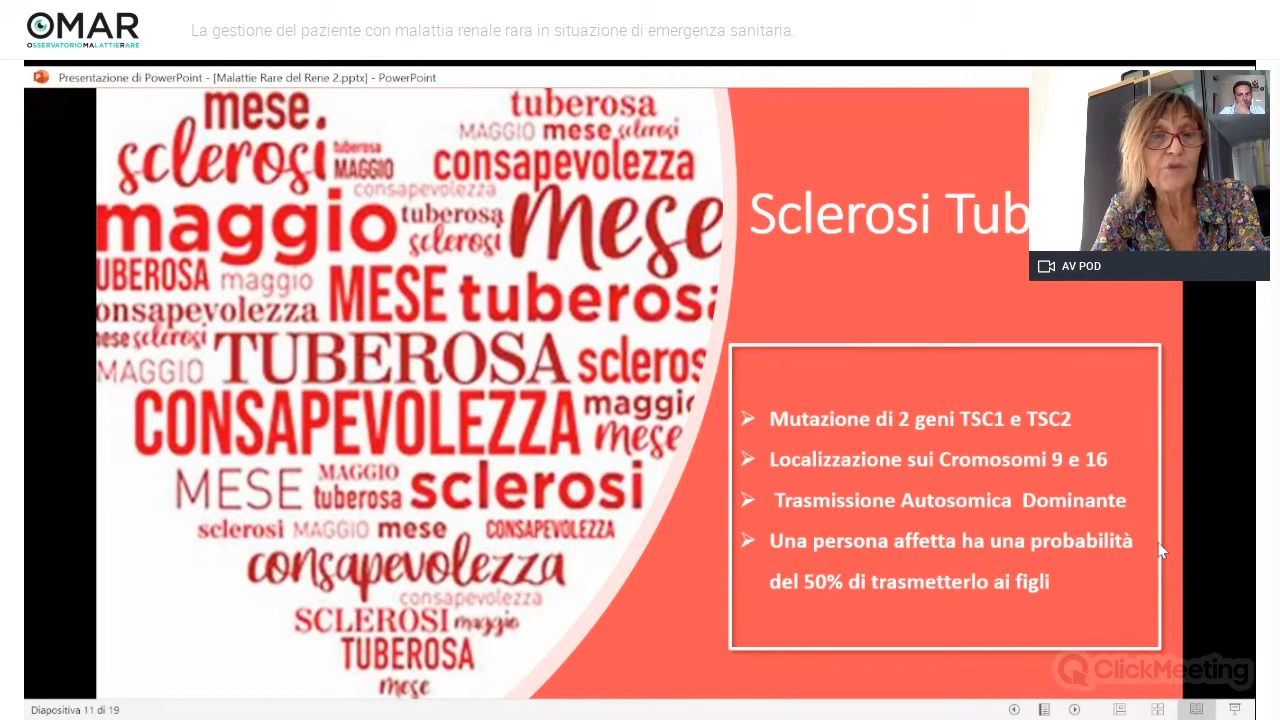 OMAR
OSSERVATORIOMALATTIERARE
La gestione del paziente con malattia renale rara in situazione di emergenza sanitaria.
Presentazione di PowerPoint - [Malattie Rare del Rene 2.pptx] - PowerPoint
mese.
tuberosa
MAGGIO mese sclerosi
sclerosi
tuberosa
MAGGIO
consapevolezza
consapevolezza
maggio
tuberosa
sclerosi
mese
UBEROSA maggio
MESE
tuberosa
onsapevolezza
mese sclerosi
MAGGIO
TUBEROSA
scleros
CONSAPEVOLEZZA
maggio
mese
MESE
MAGGIO
tuberosa
sclerosi
sclerosi MAGGIO mese CONSAPEVOLEZZA
consapevolezza
consapevolezza
SCLEROSI maggio
TUBEROSA
mese
Sclerosi Tub
AV POD
Mutazione di 2 geni TSC1 e TSC2
Localizzazione sui Cromosomi 9 e 16
Trasmissione Autosomica Dominante
Una persona affetta ha una probabilità
del 50% di trasmetterlo ai figli
ClickMeeting
Diapositiva 11 di 19